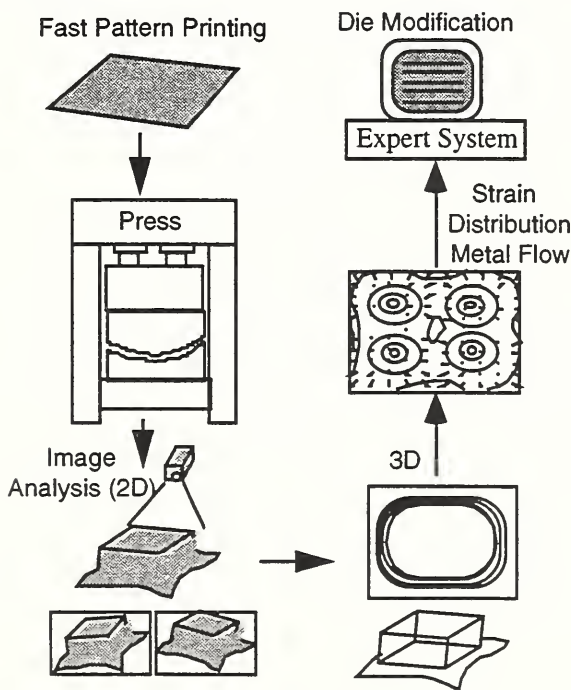 Fast Pattern Printing
Press
Image
Analysis (2D)
3D
Strain
Distribution
Metal Flow
Expert System
Die Modification